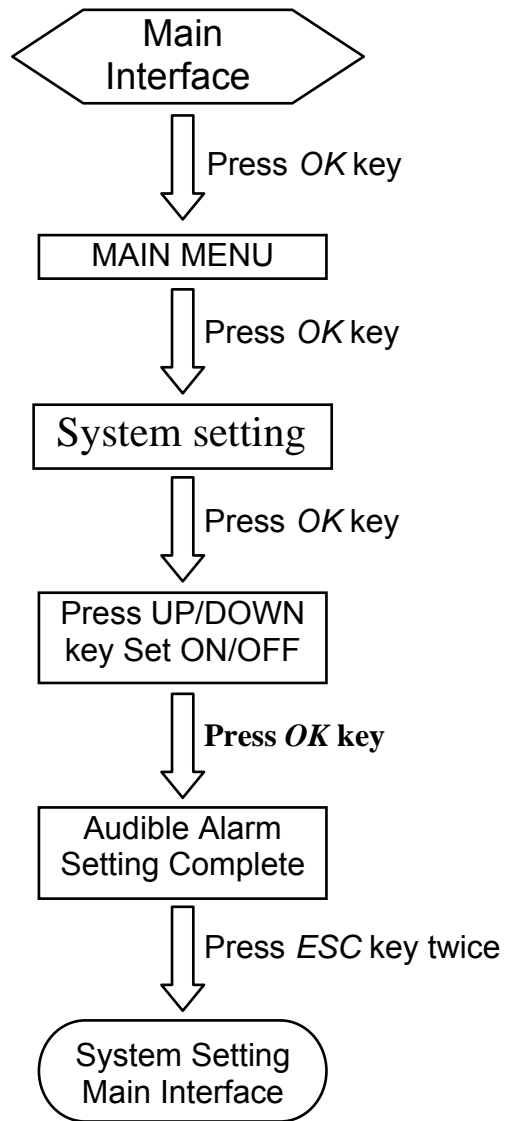 Main
Interface
Press OK key
MAIN MENU
Press OK key
System setting
Press OK key
Press UP/DOWN
key Set ON/OFF
Press OK key
Audible Alarm
Setting Complete
Press ESC key twice
System Setting
Main Interface